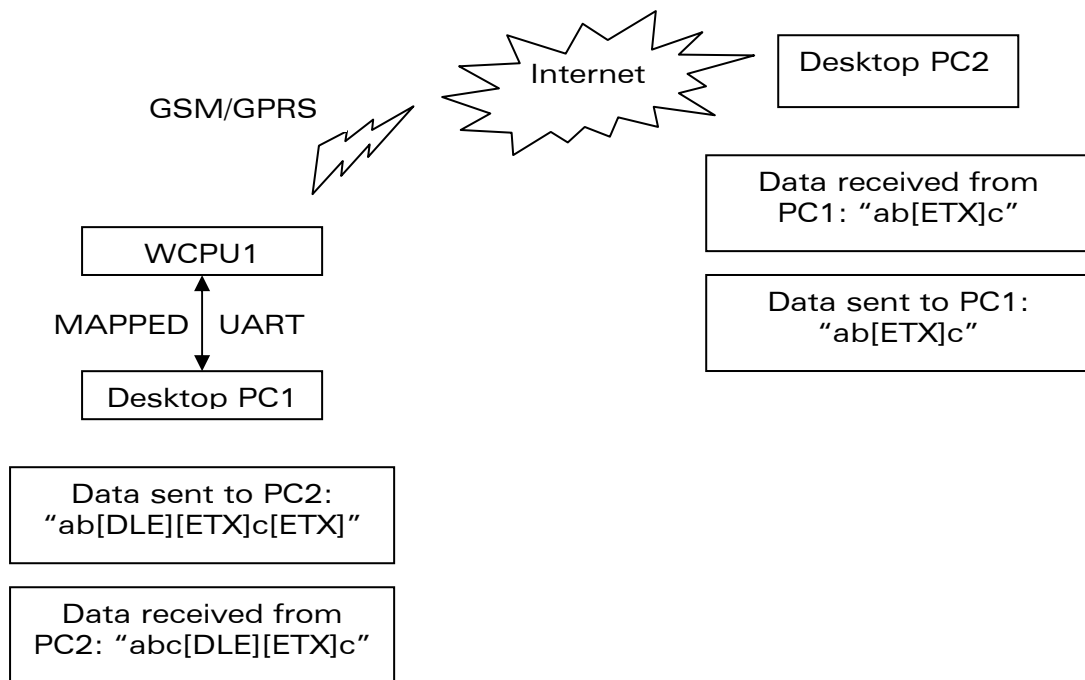 Internet
Desktop PC2
GSM/GPRS
Data received from
PC1: “ab[ETX]c”
WCPU1
Data sent to PC1:
“ab[ETX]c”
MAPPED UART
Desktop PC1
Data sent to PC2:
“ab[DLE][ETX]c[ETX]”
Data received from
PC2: “abc[DLE][ETX]c”